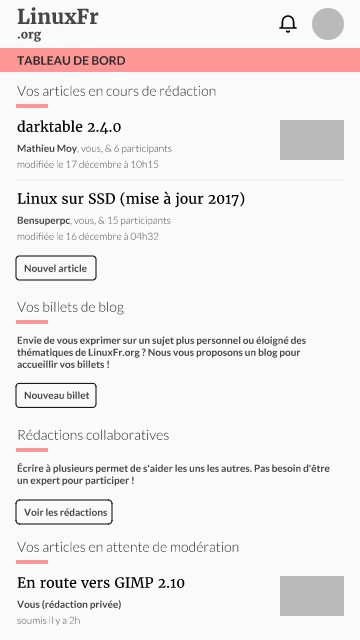 LinuxFr
.org
TABLEAU DE BORD
Vos articles en cours de rédaction
darktable 2.4.0
Mathieu Moy, vous, & 6 participants
modifiée le 17 décembre à 10h15
Linux sur SSD (mise à jour 2017)
Bensuperpc, vous, & 15 participants
modifiée le 16 décembre à 04h32
Nouvel article
Vos billets de blog
Envie de vous exprimer sur un sujet plus personnel ou éloigné des
thématiques de LinuxFr.org ? Nous vous proposons un blog pour
accueillir vos billets !
Nouveau billet
Rédactions collaboratives
Écrire à plusieurs permet de s'aider les uns les autres. Pas besoin d'être
un expert pour participer !
Voir les rédactions
Vos articles en attente de modération
En route vers GIMP 2.10
Vous (rédaction privée)
soumis il y a 2h